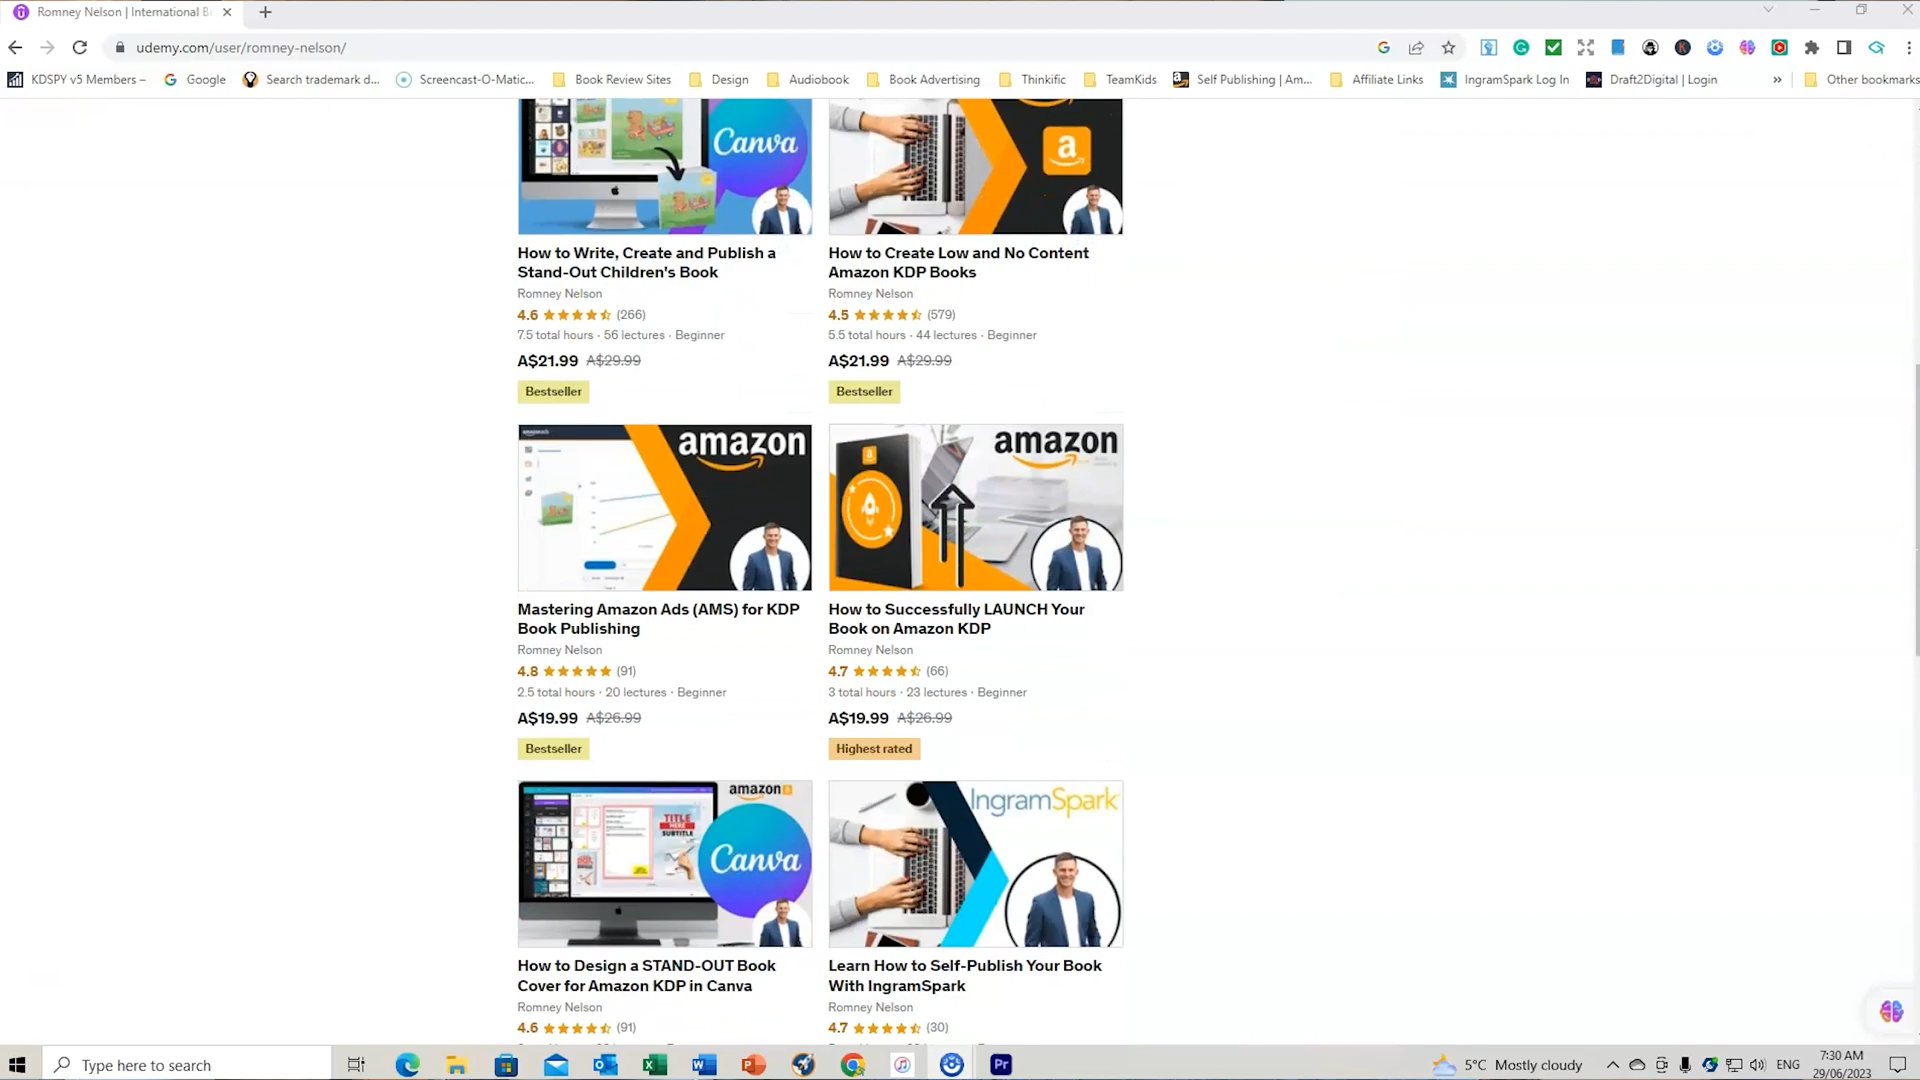 Romney Nelson | International B
udemy.com/user/romney-nelson/
KDSPY v5 Members –
Google
Search trademark d...
Screencast-O-Matic...
Book Review Sites
Design
Audiobook
Book Advertising
Thinkific
TeamKids
Self Publishing | Am...
Affiliate Links
IngramSpark Log In
Draft2Digital | Login
»
Other bookmarks
Canva
a
How to Write, Create and Publish a
Stand-Out Children's Book
Romney Nelson
4.6 (266)
7.5 total hours · 56 lectures · Beginner
A$21.99 A$29.99
Bestseller
How to Create Low and No Content
Amazon KDP Books
Romney Nelson
4.5 (579)
5.5 total hours · 44 lectures · Beginner
A$21.99 A$29.99
Bestseller
amazon
amazon
Mastering Amazon Ads (AMS) for KDP
Book Publishing
Romney Nelson
4.8 (91)
2.5 total hours · 20 lectures · Beginner
A$19.99 A$26.99
Bestseller
How to Successfully LAUNCH Your
Book on Amazon KDP
Romney Nelson
4.7 (66)
3 total hours · 23 lectures · Beginner
A$19.99 A$26.99
Highest rated
amazon
TITLE
HERE
SUBTITLE
Canva
IngramSpark
How to Design a STAND-OUT Book
Cover for Amazon KDP in Canva
Romney Nelson
4.6 (91)
Learn How to Self-Publish Your Book
With IngramSpark
Romney Nelson
4.7 (30)
Type here to search
5°C Mostly cloudy
ENG
7:30 AM
29/06/2023